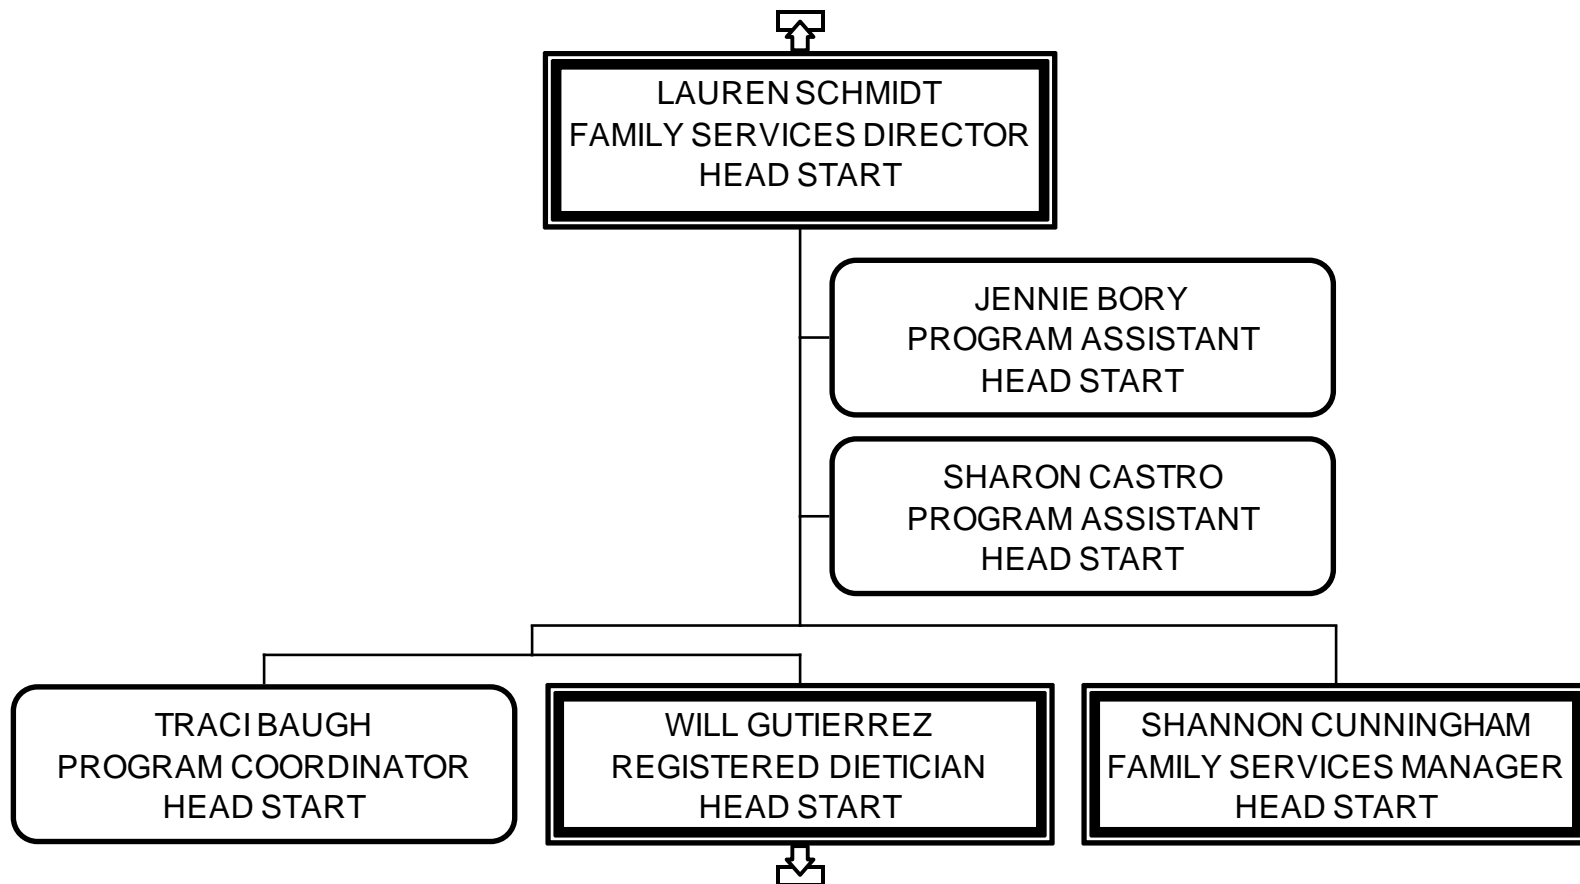 LAUREN SCHMIDT
FAMILY SERVICES DIRECTOR
HEAD START
JENNIE BORY
PROGRAM ASSISTANT
HEAD START
SHARON CASTRO
PROGRAM ASSISTANT
HEAD START
TRACI BAUGH
PROGRAM COORDINATOR
HEAD START
WILL GUTIERREZ
REGISTERED DIETICIAN
HEAD START
SHANNON CUNNINGHAM
FAMILY SERVICES MANAGER
HEAD START